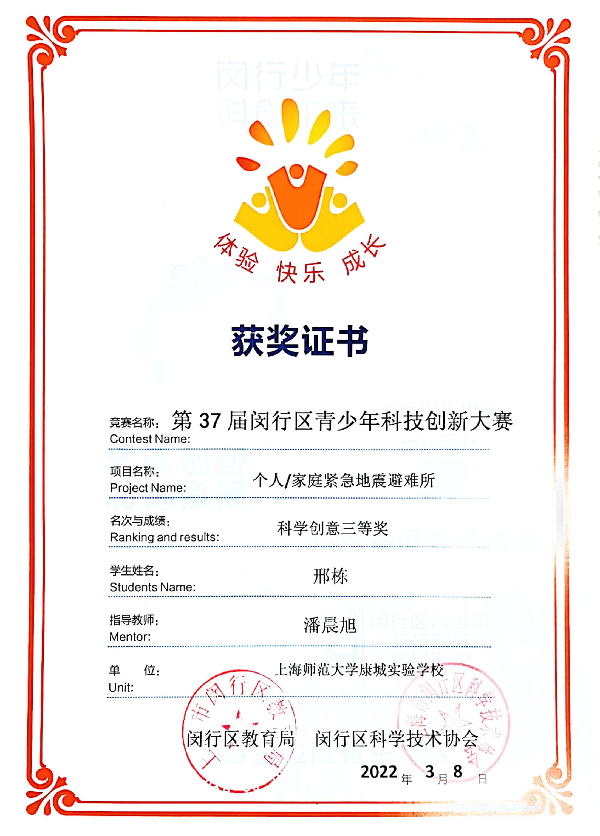 体验 快乐 成长
获奖证书
竞赛名称: 第 37 届闵行区青少年科技创新大赛
Contest Name:
项目名称: 个人/家庭紧急地震避难所
Project Name:
名次与成绩: 科学创意三等奖
Ranking and results:
学生姓名: 邢栋
Students Name:
指导教师: 潘晨旭
Mentor:
单 位: 上海师范大学康城实验学校
Unit:
闵行区教育局 闵行区科学技术协会
2022 年 3 月 8 日